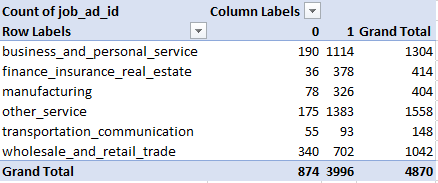 Count of job_ad_id Column Labels
Row Labels 0 1 Grand Total
business_and_personal_service 190 1114 1304
finance_insurance_real_estate 36 378 414
manufacturing 78 326 404
other_service 175 1383 1558
transportation_communication 55 93 148
wholesale_and_retail_trade 340 702 1042
Grand Total 874 3996 4870